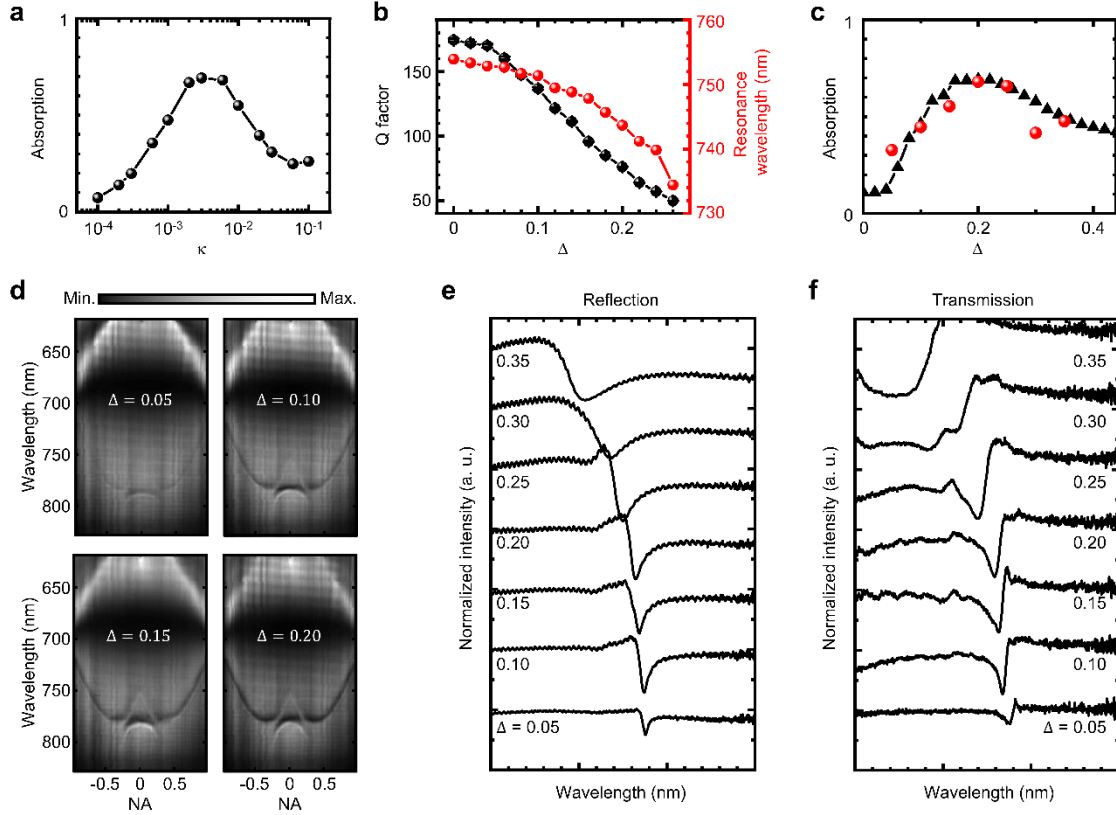 a
1
Absorption
0
10-4
10-3
10-2
10-1
κ
b
Q factor
150
100
50
0
0.1
0.2
Δ
760
750
740
730
Resonance
wavelength (nm)
c
1
Absorption
0
0
0.2
0.4
Δ
d
Min.
Max.
Wavelength (nm)
650
700
750
800
Δ = 0.05
Δ = 0.10
Wavelength (nm)
650
700
750
800
Δ = 0.15
Δ = 0.20
-0.5
0
0.5
NA
-0.5
0
0.5
NA
e
Reflection
Normalized intensity (a. u.)
0.35
0.30
0.25
0.20
0.15
0.10
Δ = 0.05
Wavelength (nm)
f
Transmission
Normalized intensity (a. u.)
0.35
0.30
0.25
0.20
0.15
0.10
Δ = 0.05
Wavelength (nm)